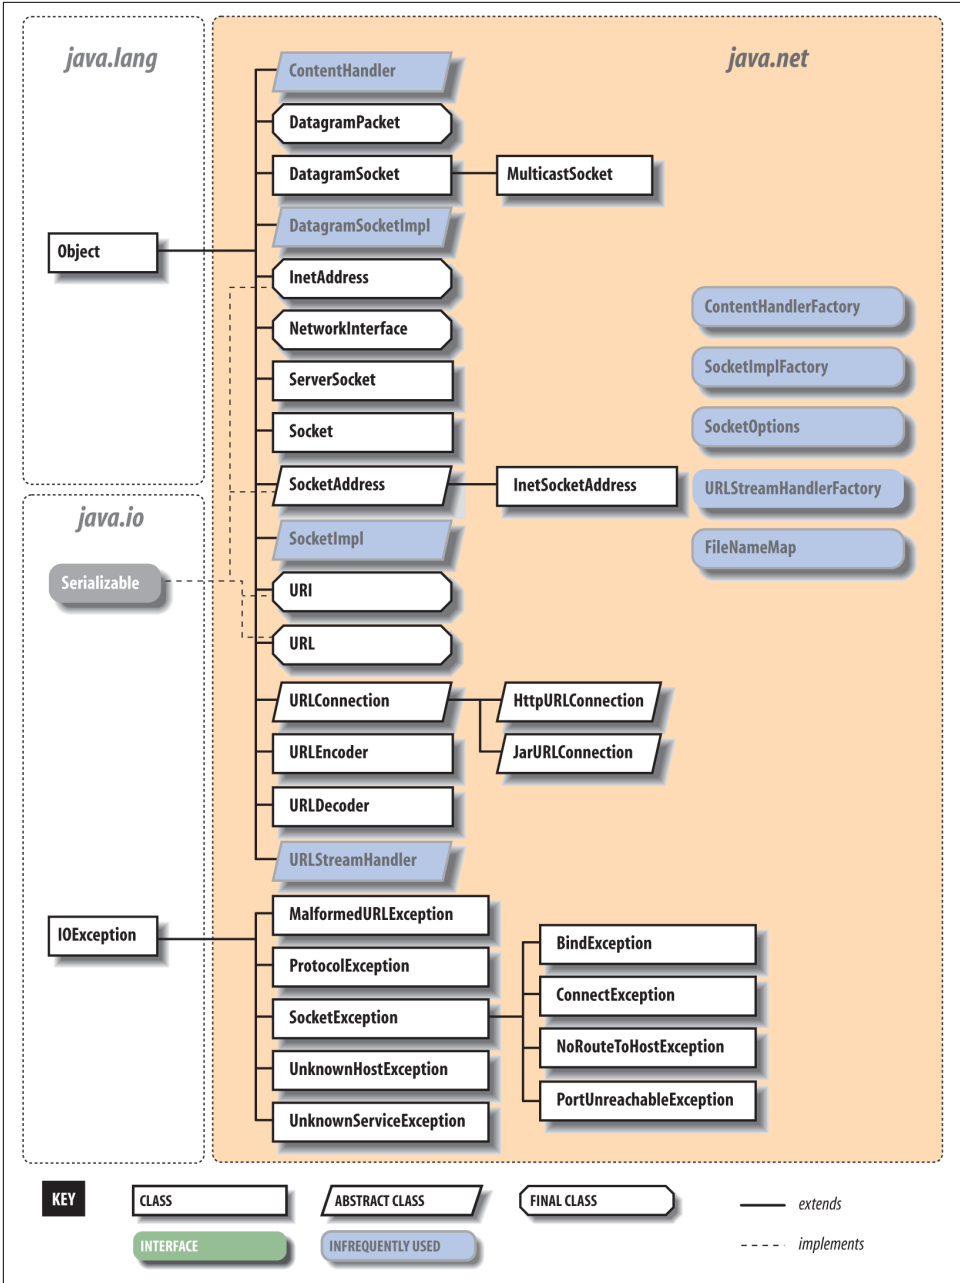 java.lang
java.net
ContentHandler
DatagramPacket
DatagramSocket
MulticastSocket
DatagramSocketImpl
Object
InetAddress
ContentHandlerFactory
NetworkInterface
SocketImplFactory
ServerSocket
Socket
SocketOptions
SocketAddress
InetSocketAddress
URLStreamHandlerFactory
java.io
SocketImpl
FileNameMap
Serializable
URI
URL
URLConnection
HttpURLConnection
URLEncoder
JarURLConnection
URLDecoder
URLStreamHandler
MalformedURLException
IOException
BindException
ProtocolException
ConnectException
SocketException
NoRouteToHostException
UnknownHostException
PortUnreachableException
UnknownServiceException
KEY
CLASS
ABSTRACT CLASS
FINAL CLASS
extends
INTERFACE
INFREQUENTLY USED
implements